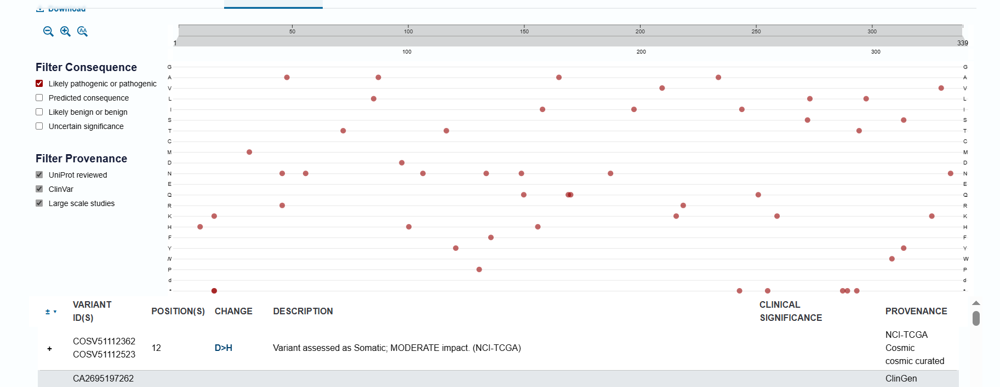 Download
50 100 150 200 250 300
1 339
100 200 300
Filter Consequence
Likely pathogenic or pathogenic
Predicted consequence
Likely benign or benign
Uncertain significance
Filter Provenance
UniProt reviewed
ClinVar
Large scale studies
G G
A A
V V
L L
I I
S S
T T
C C
M M
D D
N N
E E
Q Q
R R
K K
H H
F F
Y Y
W W
P P
d d
* *
± ▾ VARIANT ID(S) POSITION(S) CHANGE DESCRIPTION CLINICAL SIGNIFICANCE PROVENANCE
+ COSV51112362 12 D>H Variant assessed as Somatic; MODERATE impact. (NCI-TCGA) NCI-TCGA
COSV51112523 Cosmic
cosmic curated
CA2695197262 ClinGen